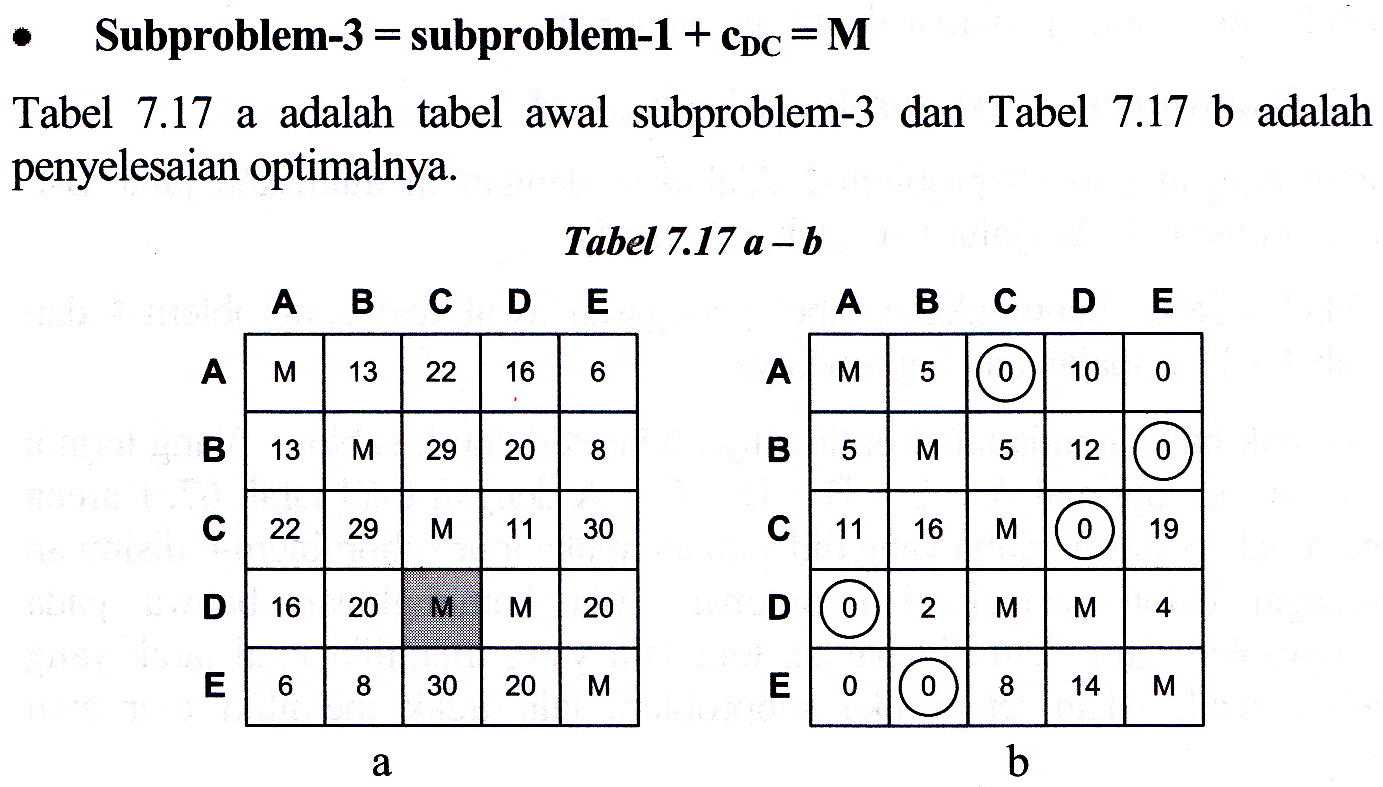 • Subproblem-3 = subproblem-1 + cDC = M
Tabel 7.17 a adalah tabel awal subproblem-3 dan Tabel 7.17 b adalah
penyelesaian optimalnya.
Tabel 7.17 a – b
A B C D E
A M 13 22 16 6
B 13 M 29 20 8
C 22 29 M 11 30
D 16 20 M M 20
E 6 8 30 20 M
a
A B C D E
A M 5 0 10 0
B 5 M 5 12 0
C 11 16 M 0 19
D 0 2 M M 4
E 0 0 8 14 M
b